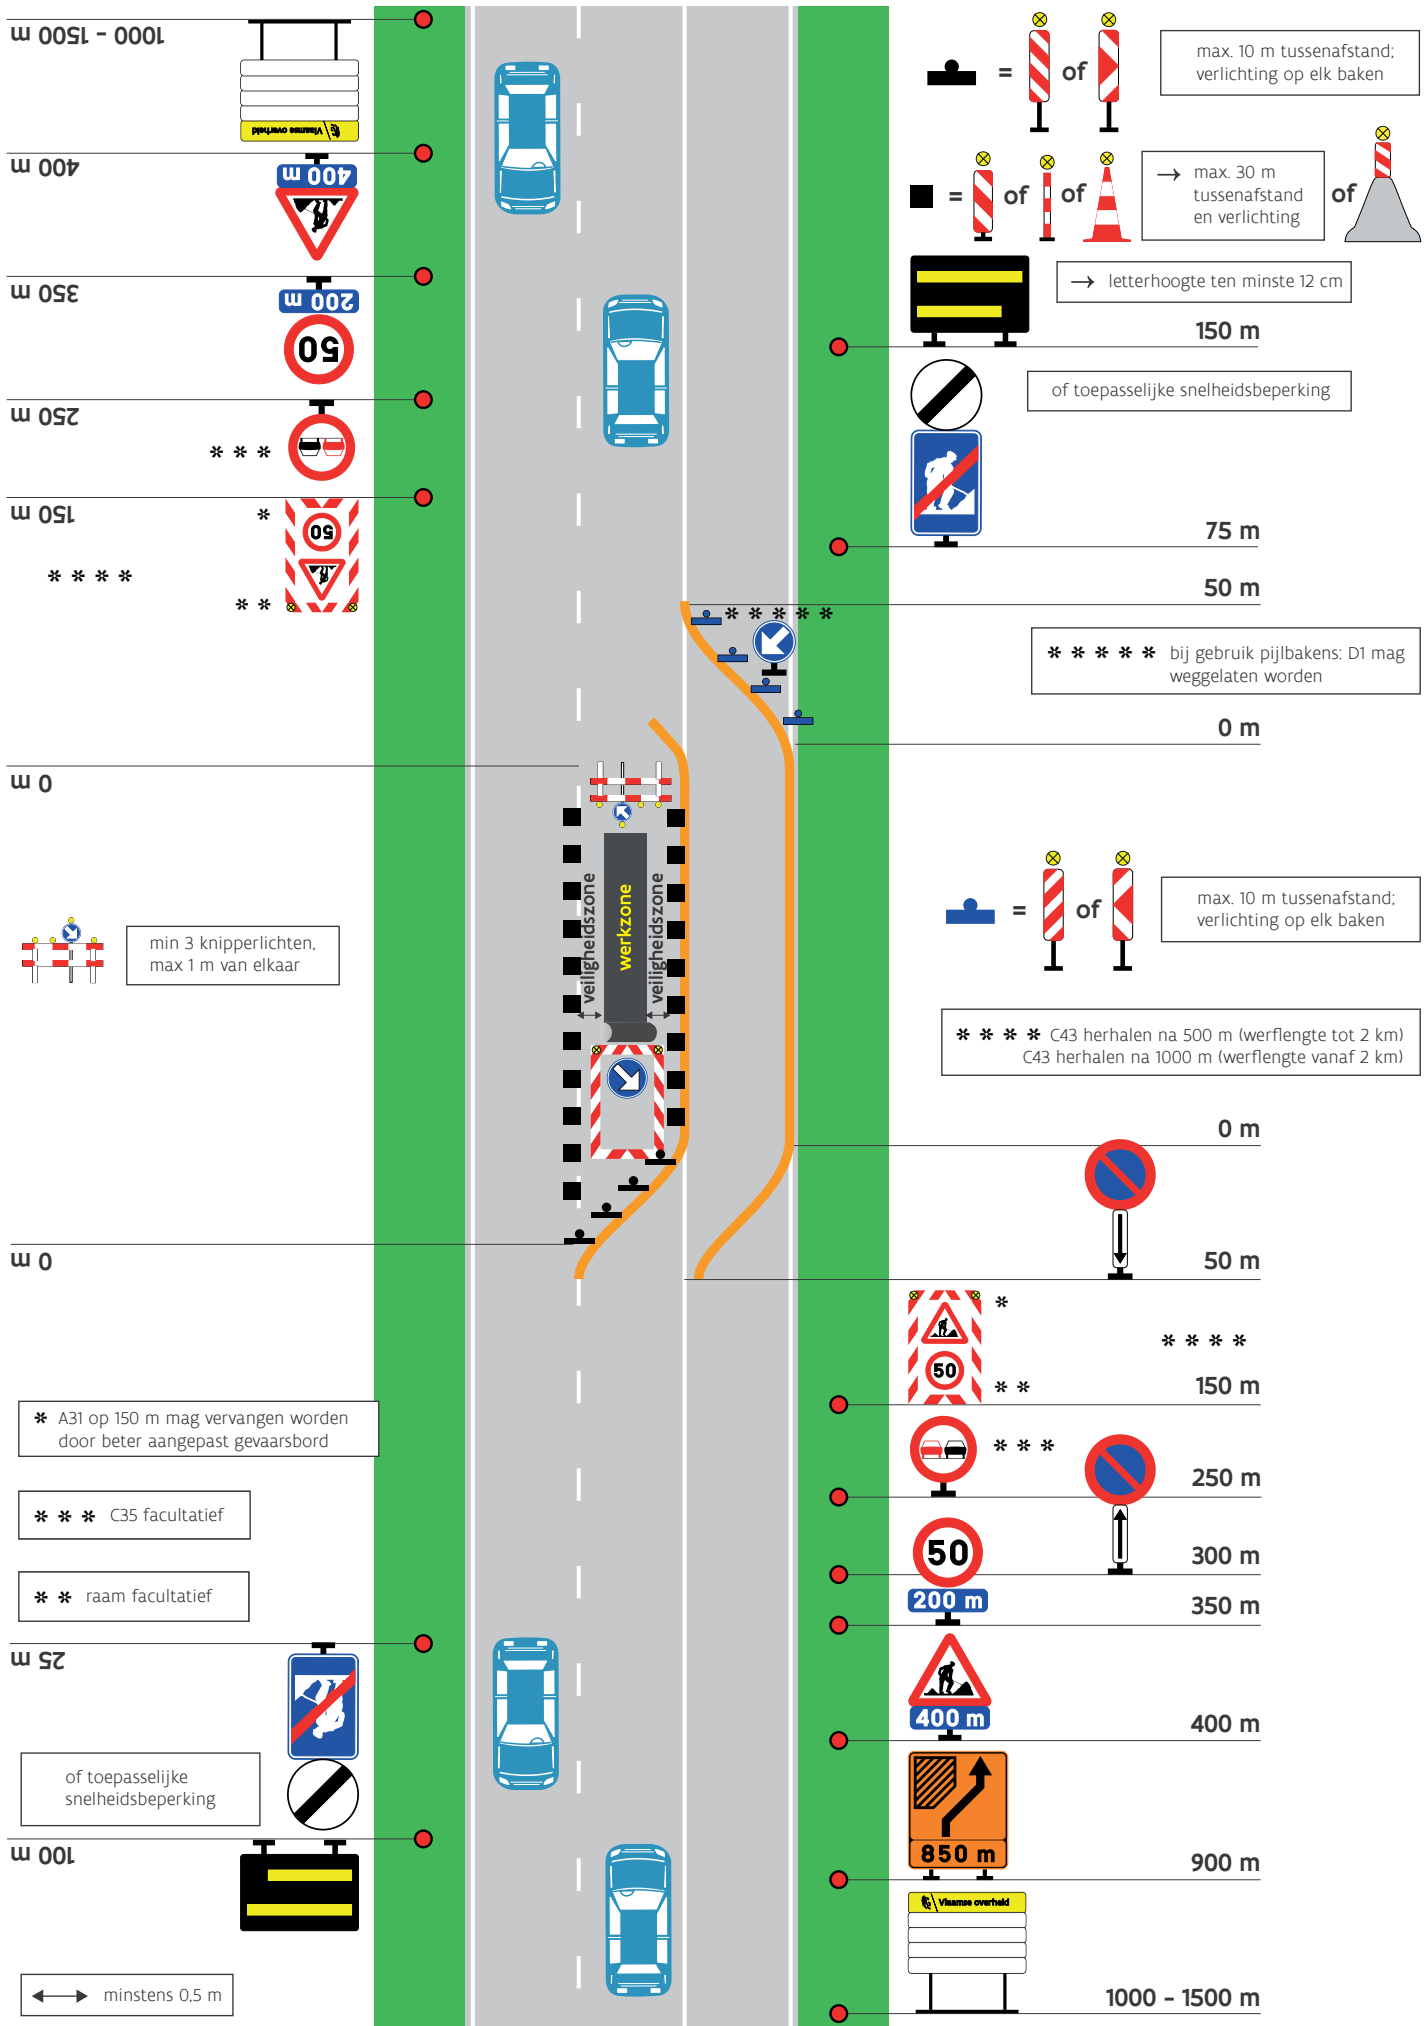 1000 - 1500 m
Vlaamse overheid
400 m
400 m
350 m
200 m
50
250 m
* * *
150 m
*
50
* * * *
* *
0 m
min 3 knipperlichten,
max 1 m van elkaar
0 m
* A31 op 150 m mag vervangen worden
door beter aangepast gevaarsbord
* * * C35 facultatief
* * raam facultatief
25 m
of toepasselijke
snelheidsbeperking
100 m
minstens 0,5 m
veiligheidszone
werkzone
veiligheidszone
= of
max. 10 m tussenafstand;
verlichting op elk baken
= of of
→ max. 30 m
tussenafstand
en verlichting
of
→ letterhoogte ten minste 12 cm
150 m
of toepasselijke snelheidsbeperking
75 m
50 m
* * * * *
* * * * * bij gebruik pijlbakens: D1 mag
weggelaten worden
0 m
= of
max. 10 m tussenafstand;
verlichting op elk baken
* * * * C43 herhalen na 500 m (werflengte tot 2 km)
C43 herhalen na 1000 m (werflengte vanaf 2 km)
0 m
50 m
*
* * * *
50
* *
150 m
* * *
250 m
50
300 m
200 m
350 m
400 m
400 m
850 m
900 m
Vlaamse overheid
1000 - 1500 m